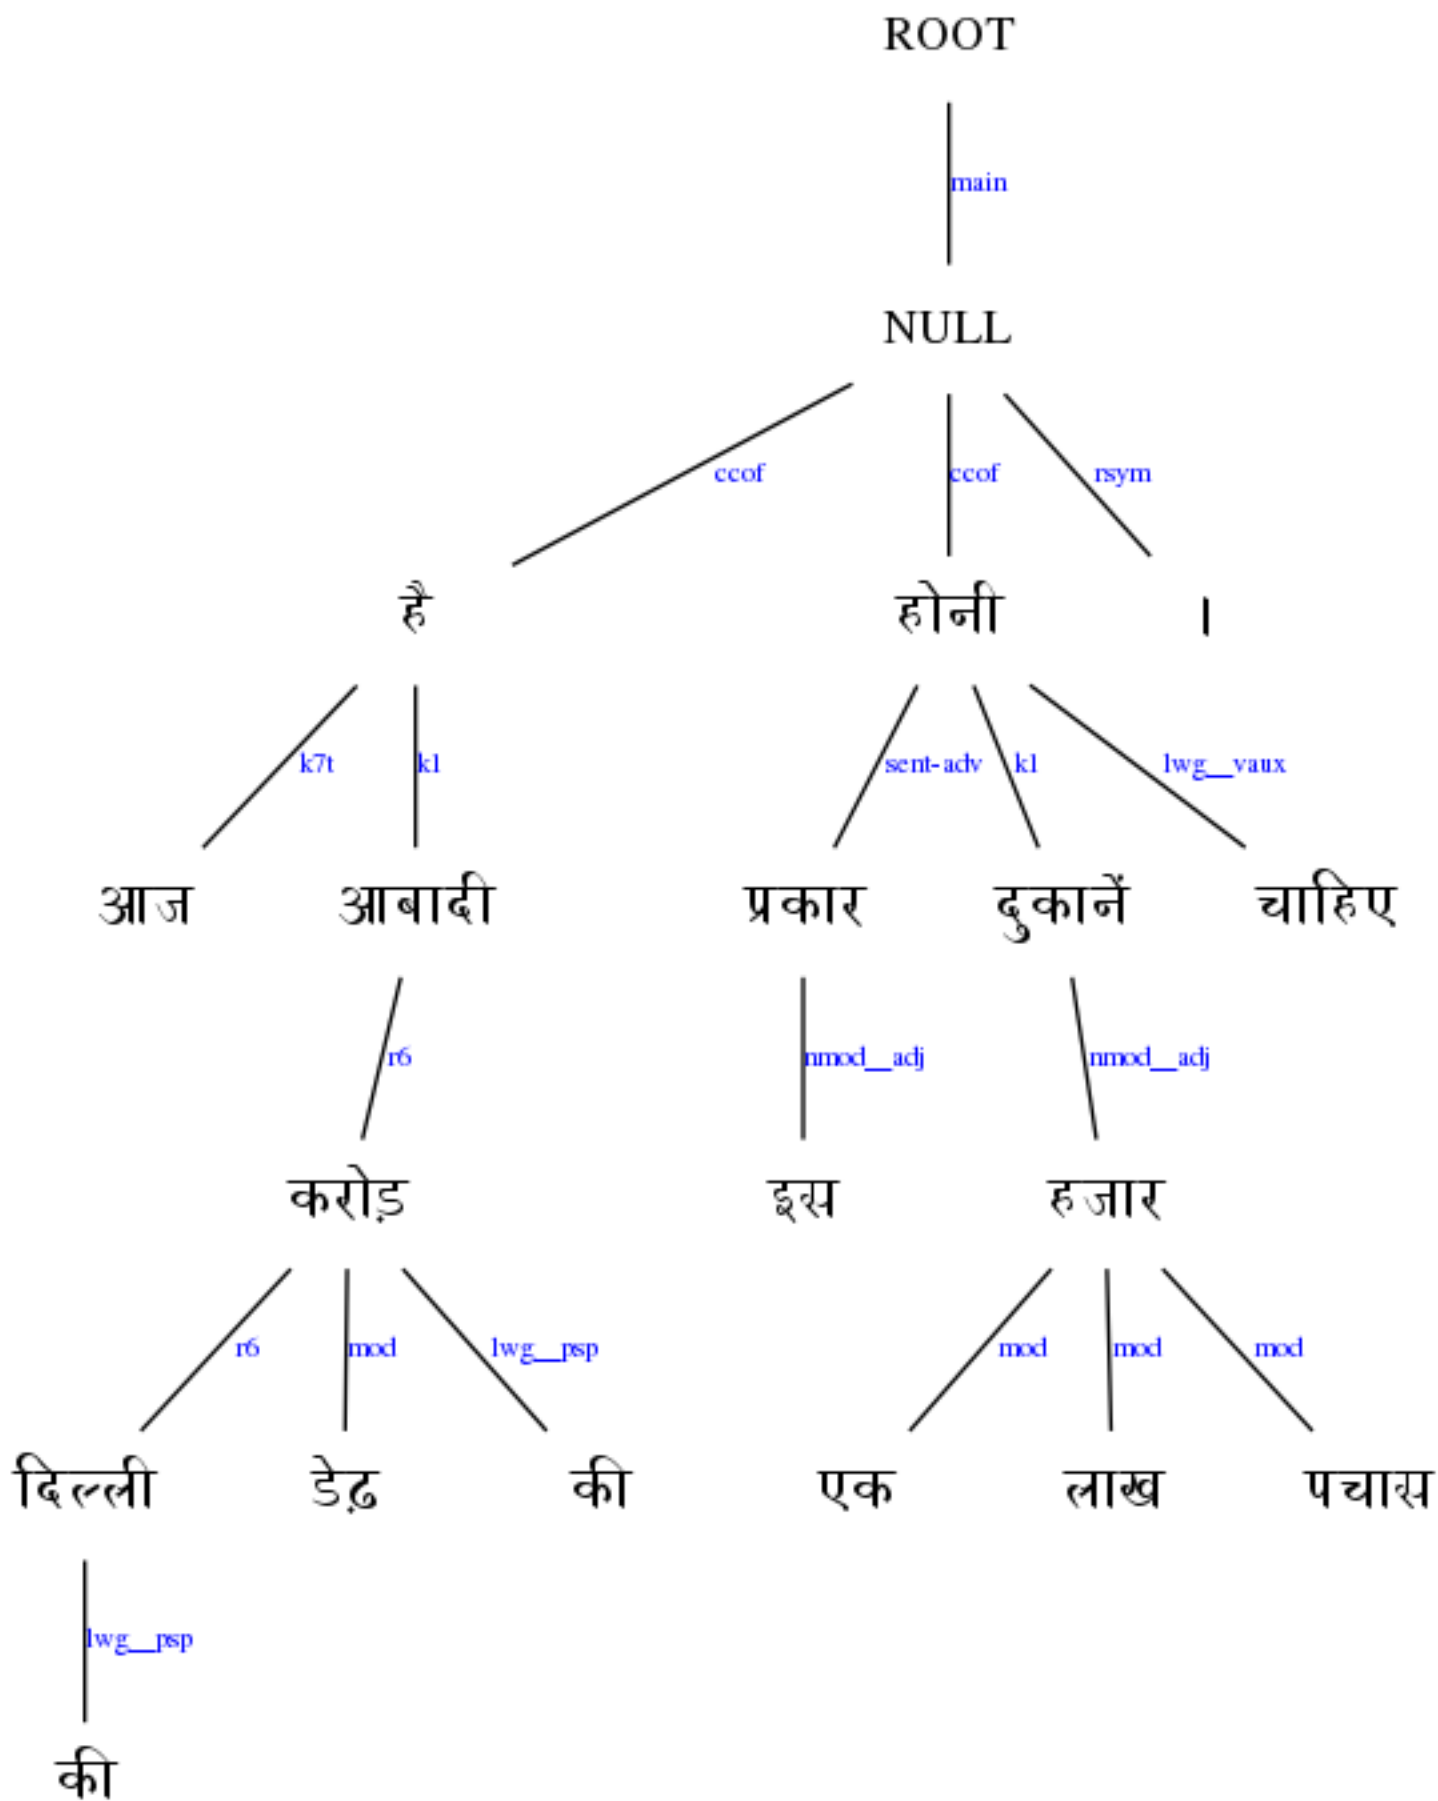 ROOT
main
NULL
ccof ccof rsym
है होनी ।
k7t k1 sent-adv k1 lwg__vaux
आज आबादी प्रकार दुकानें चाहिए
r6 nmod__adj nmod__adj
करोड़ इस हजार
r6 mod lwg__psp mod mod mod
दिल्ली डेढ़ की एक लाख पचास
lwg__psp
की